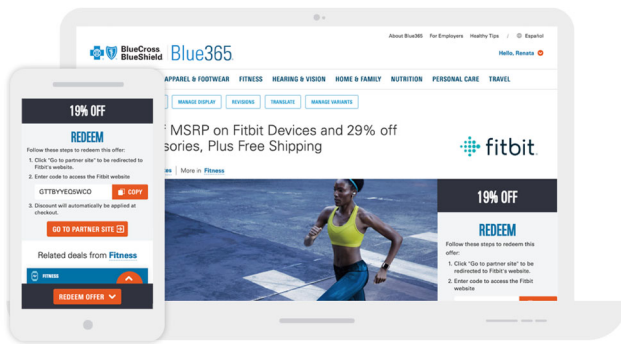 About Blue365 For Employers Healthy Tips / Español
BlueCross
BlueShield
Blue365
Hello, Renata
APPAREL & FOOTWEAR FITNESS HEARING & VISION HOME & FAMILY NUTRITION PERSONAL CARE TRAVEL
MANAGE DISPLAY REVISIONS TRANSLATE MANAGE VARIANTS
MSRP on Fitbit Devices and 29% off
sories, Plus Free Shipping
More in Fitness
fitbit
19% OFF
REDEEM
Follow these steps to redeem this
offer:
1. Click "Go to partner site" to be
redirected to Fitbit's website.
2. Enter code to access the Fitbit
website
19% OFF
REDEEM
Follow these steps to redeem this offer:
1. Click "Go to partner site" to be redirected to
Fitbit's website.
2. Enter code to access the Fitbit website
GTTBYYEQ5WCO COPY
3. Discount will automatically be applied at
checkout.
GO TO PARTNER SITE
Related deals from Fitness
FITNESS
REDEEM OFFER